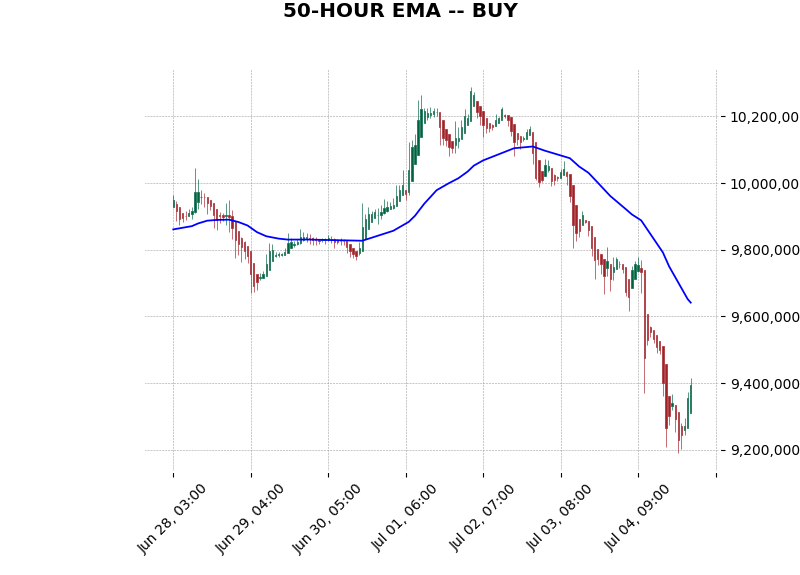 50-HOUR EMA -- BUY
10,200,00
10,000,00
9,800,000
9,600,000
9,400,000
9,200,000
Jun 28, 03:00
Jun 29, 04:00
Jun 30, 05:00
Jul 01, 06:00
Jul 02, 07:00
Jul 03, 08:00
Jul 04, 09:00